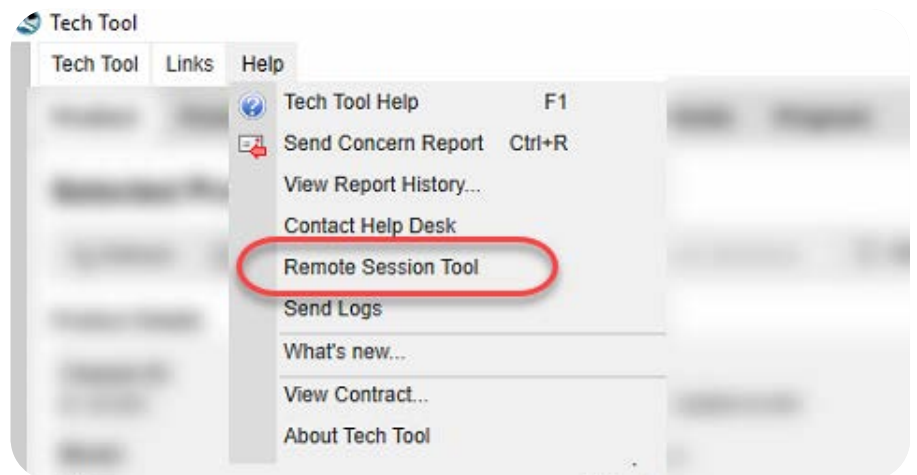 Tech Tool
Tech Tool Links Help
Tech Tool Help F1
Send Concern Report Ctrl+R
View Report History...
Contact Help Desk
Remote Session Tool
Send Logs
What's new...
View Contract...
About Tech Tool